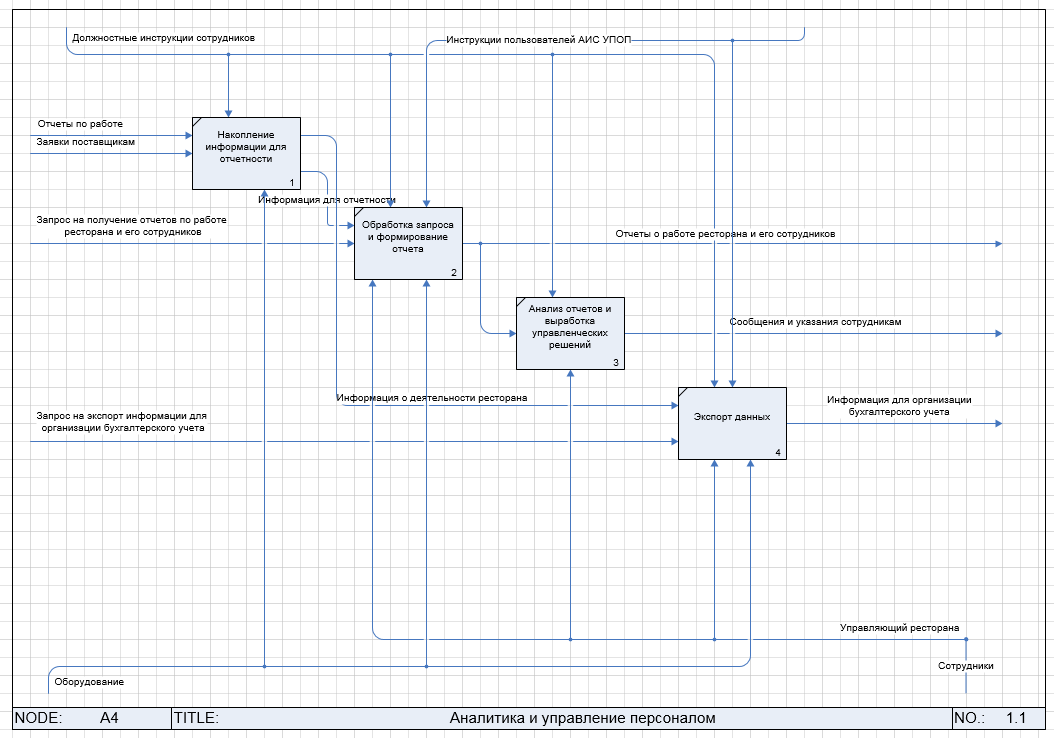 Должностные инструкции сотрудников
Инструкции пользователей АИС УПОП
Отчеты по работе
Заявки поставщикам
Накопление
информации для
отчетности
1
Информация для отчетности
Запрос на получение отчетов по работе
ресторана и его сотрудников
Обработка запроса
и формирование
отчета
2
Отчеты о работе ресторана и его сотрудников
Анализ отчетов и
выработка
управленческих
решений
3
Сообщения и указания сотрудникам
Информация о деятельности ресторана
Запрос на экспорт информации для
организации бухгалтерского учета
Экспорт данных
4
Информация для организации
бухгалтерского учета
Управляющий ресторана
Сотрудники
Оборудование
NODE: A4 TITLE: Аналитика и управление персоналом NO.: 1.1